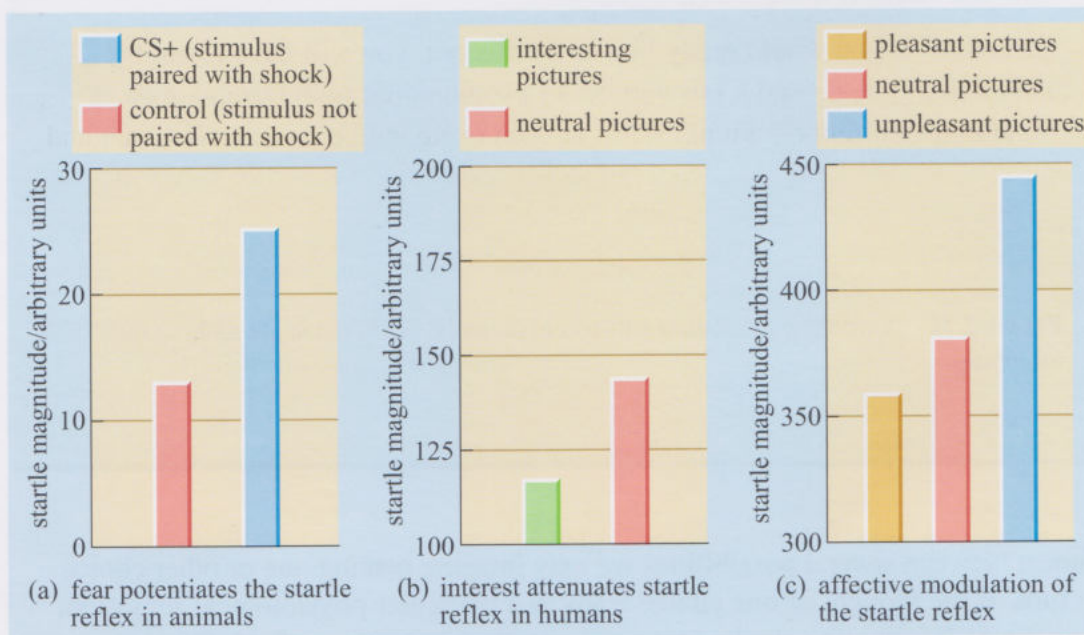 CS+ (stimulus
paired with shock)
control (stimulus not
paired with shock)
interesting
pictures
neutral pictures
pleasant pictures
neutral pictures
unpleasant pictures
startle magnitude/arbitrary units
30
20
10
0
startle magnitude/arbitrary units
200
175
150
125
100
startle magnitude/arbitrary units
450
400
350
300
(a) fear potentiates the startle
reflex in animals
(b) interest attenuates startle
reflex in humans
(c) affective modulation of
the startle reflex